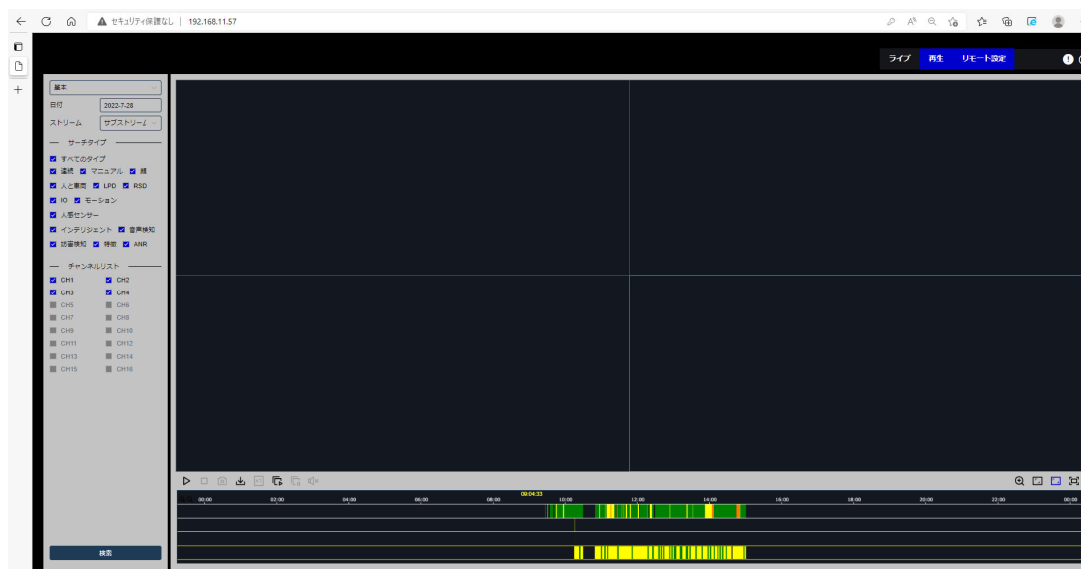 セキュリティ保護なし | 192.168.11.57
ライブ 再生 リモート設定
基本
日付 2022-7-28
ストリーム サブストリーム
サーチタイプ
すべてのタイプ
連続 マニュアル 顔
人と車両 LPD RSD
IO モーション
人感センサー
インテリジェント 音声検知
妨害検知 特徴 ANR
チャンネルリスト
CH1 CH2
CH3 CH4
CH5 CH6
CH7 CH8
CH9 CH10
CH11 CH12
CH13 CH14
CH15 CH16
検索
09:04:33
00:00 02:00 04:00 06:00 08:00 10:00 12:00 14:00 16:00 18:00 20:00 22:00 00:00